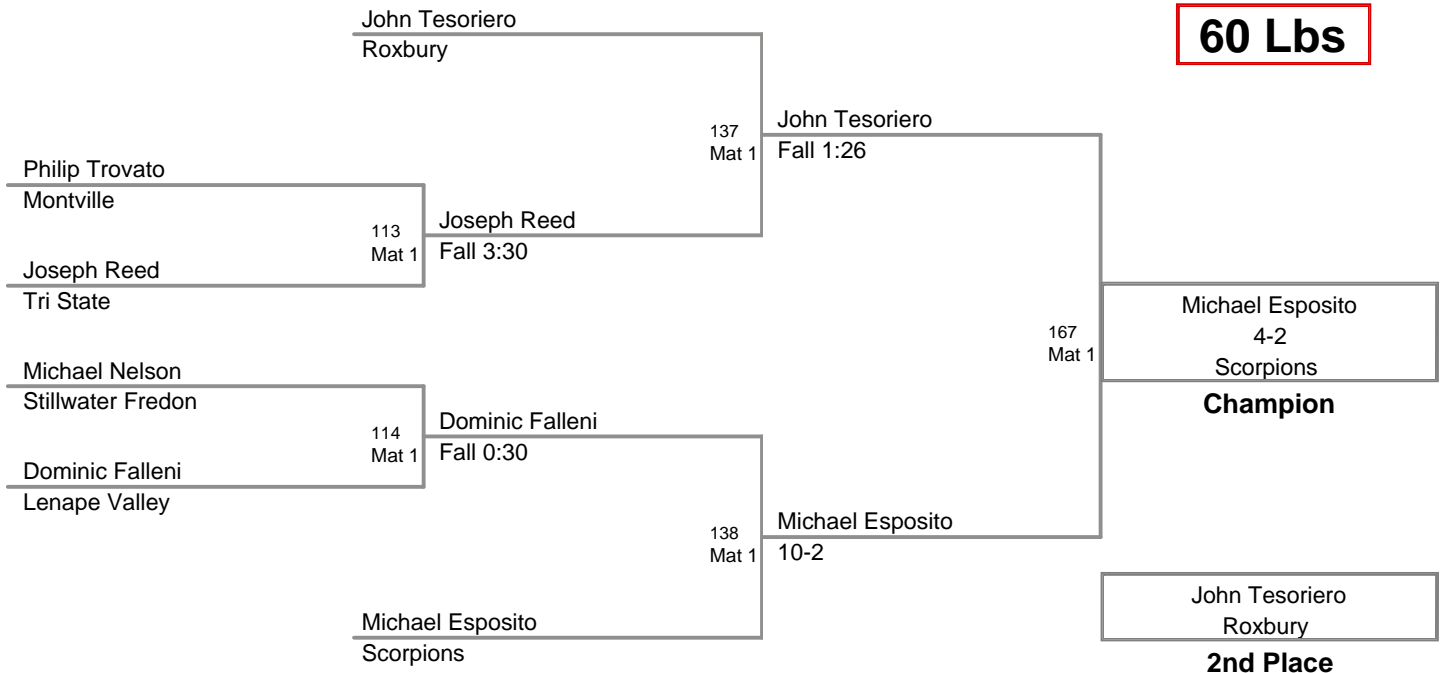 60 Lbs
John Tesoriero
Roxbury
137
Mat 1
John Tesoriero
Fall 1:26
Philip Trovato
Montville
113
Mat 1
Joseph Reed
Fall 3:30
Joseph Reed
Tri State
Michael Nelson
Stillwater Fredon
114
Mat 1
Dominic Falleni
Fall 0:30
Dominic Falleni
Lenape Valley
167
Mat 1
Michael Esposito
4-2
Scorpions
Champion
138
Mat 1
Michael Esposito
10-2
Michael Esposito
Scorpions
John Tesoriero
Roxbury
2nd Place